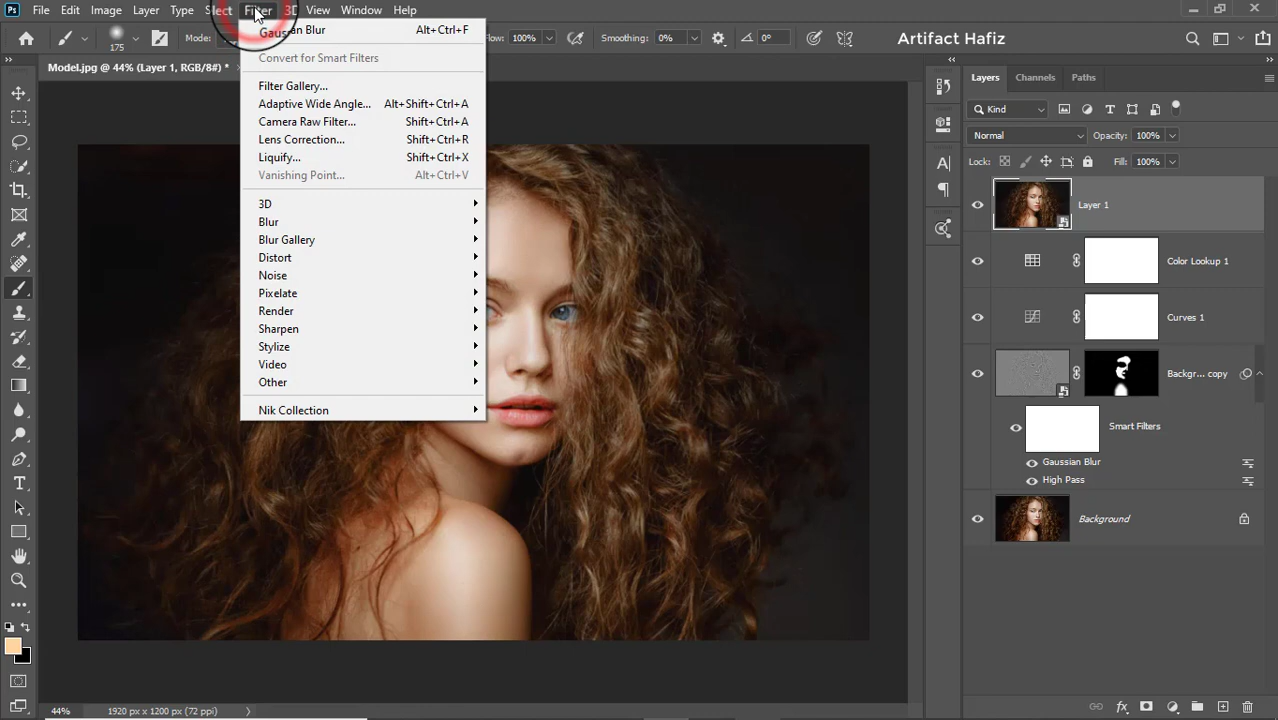 Ps File Edit Image Layer Type Select Filter 3D View Window Help
175 Mode: Flow: 100% Smoothing: 0% 0° Artifact Hafiz
Model.jpg @ 44% (Layer 1, RGB/8#) *
Gaussian Blur Alt+Ctrl+F
Convert for Smart Filters
Filter Gallery...
Adaptive Wide Angle... Alt+Shift+Ctrl+A
Camera Raw Filter... Shift+Ctrl+A
Lens Correction... Shift+Ctrl+R
Liquify... Shift+Ctrl+X
Vanishing Point... Alt+Ctrl+V
3D
Blur
Blur Gallery
Distort
Noise
Pixelate
Render
Sharpen
Stylize
Video
Other
Nik Collection
Layers Channels Paths
Kind
Normal Opacity: 100%
Lock: Fill: 100%
Layer 1
Color Lookup 1
Curves 1
Backgr... copy
Smart Filters
Gaussian Blur
High Pass
Background
44% 1920 px x 1200 px (72 ppi)